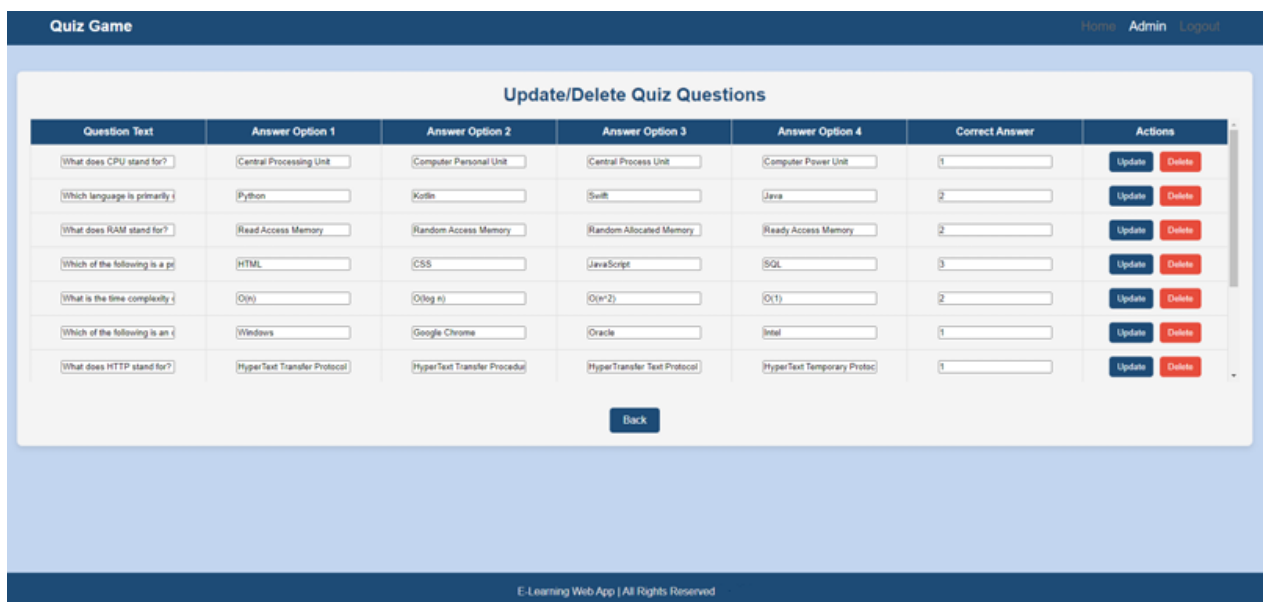 Quiz Game Home Admin Logout
Update/Delete Quiz Questions
Question Text Answer Option 1 Answer Option 2 Answer Option 3 Answer Option 4 Correct Answer Actions
What does CPU stand for? Central Processing Unit Computer Personal Unit Central Process Unit Computer Power Unit 1 Update Delete
Which language is primarily Python Kotlin Swift Java 2 Update Delete
What does RAM stand for? Read Access Memory Random Access Memory Random Allocated Memory Ready Access Memory 2 Update Delete
Which of the following is a HTML CSS JavaScript SQL 3 Update Delete
What is the time complexity O(n) O(log n) O(n^2) O(1) 2 Update Delete
Which of the following is an Windows Google Chrome Oracle Intel 1 Update Delete
What does HTTP stand for? HyperText Transfer Protocol HyperText Transfer Procedu HyperTransfer Text Protocol HyperText Temporary Protoc 1 Update Delete
Back
E-Learning Web App | All Rights Reserved